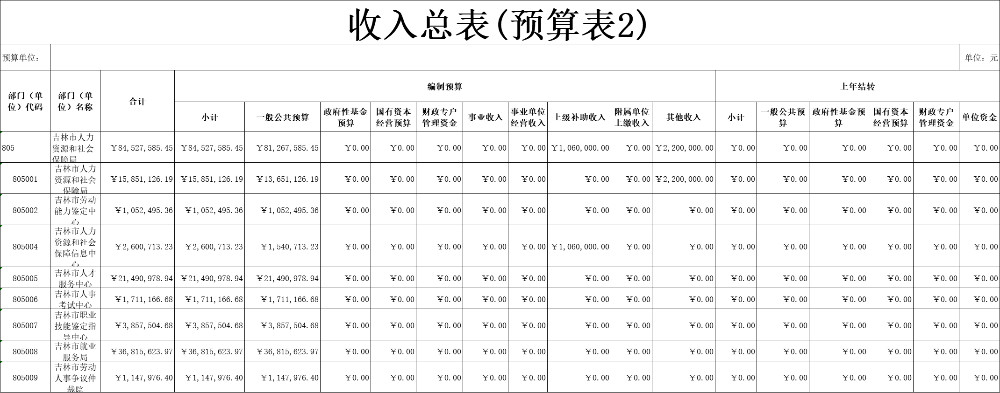 收入总表(预算表2)
预算单位： 单位：元
部门（单位）代码 部门（单位）名称 合计 编制预算 上年结转
小计 一般公共预算 政府性基金预算 国有资本经营预算 财政专户管理资金 事业收入 事业单位经营收入 上级补助收入 附属单位上缴收入 其他收入 小计 一般公共预算 政府性基金预算 国有资本经营预算 财政专户管理资金 单位资金
805 吉林市人力资源和社会保障局 ￥84,527,585.45 ￥84,527,585.45 ￥81,267,585.45 ￥0.00 ￥0.00 ￥0.00 ￥0.00 ￥0.00 ￥1,060,000.00 ￥0.00 ￥2,200,000.00 ￥0.00 ￥0.00 ￥0.00 ￥0.00 ￥0.00 ￥0.00
805001 吉林市人力资源和社会保障局 ￥15,851,126.19 ￥15,851,126.19 ￥13,651,126.19 ￥0.00 ￥0.00 ￥0.00 ￥0.00 ￥0.00 ￥0.00 ￥0.00 ￥2,200,000.00 ￥0.00 ￥0.00 ￥0.00 ￥0.00 ￥0.00 ￥0.00
805002 吉林市劳动能力鉴定中心 ￥1,052,495.36 ￥1,052,495.36 ￥1,052,495.36 ￥0.00 ￥0.00 ￥0.00 ￥0.00 ￥0.00 ￥0.00 ￥0.00 ￥0.00 ￥0.00 ￥0.00 ￥0.00 ￥0.00 ￥0.00 ￥0.00
805004 吉林市人力资源和社会保障信息中心 ￥2,600,713.23 ￥2,600,713.23 ￥1,540,713.23 ￥0.00 ￥0.00 ￥0.00 ￥0.00 ￥0.00 ￥1,060,000.00 ￥0.00 ￥0.00 ￥0.00 ￥0.00 ￥0.00 ￥0.00 ￥0.00 ￥0.00
805005 吉林市人才服务中心 ￥21,490,978.94 ￥21,490,978.94 ￥21,490,978.94 ￥0.00 ￥0.00 ￥0.00 ￥0.00 ￥0.00 ￥0.00 ￥0.00 ￥0.00 ￥0.00 ￥0.00 ￥0.00 ￥0.00 ￥0.00 ￥0.00
805006 吉林市人事考试中心 ￥1,711,166.68 ￥1,711,166.68 ￥1,711,166.68 ￥0.00 ￥0.00 ￥0.00 ￥0.00 ￥0.00 ￥0.00 ￥0.00 ￥0.00 ￥0.00 ￥0.00 ￥0.00 ￥0.00 ￥0.00 ￥0.00
805007 吉林市职业技能鉴定指导中心 ￥3,857,504.68 ￥3,857,504.68 ￥3,857,504.68 ￥0.00 ￥0.00 ￥0.00 ￥0.00 ￥0.00 ￥0.00 ￥0.00 ￥0.00 ￥0.00 ￥0.00 ￥0.00 ￥0.00 ￥0.00 ￥0.00
805008 吉林市就业服务局 ￥36,815,623.97 ￥36,815,623.97 ￥36,815,623.97 ￥0.00 ￥0.00 ￥0.00 ￥0.00 ￥0.00 ￥0.00 ￥0.00 ￥0.00 ￥0.00 ￥0.00 ￥0.00 ￥0.00 ￥0.00 ￥0.00
805009 吉林市劳动人事争议仲裁院 ￥1,147,976.40 ￥1,147,976.40 ￥1,147,976.40 ￥0.00 ￥0.00 ￥0.00 ￥0.00 ￥0.00 ￥0.00 ￥0.00 ￥0.00 ￥0.00 ￥0.00 ￥0.00 ￥0.00 ￥0.00 ￥0.00